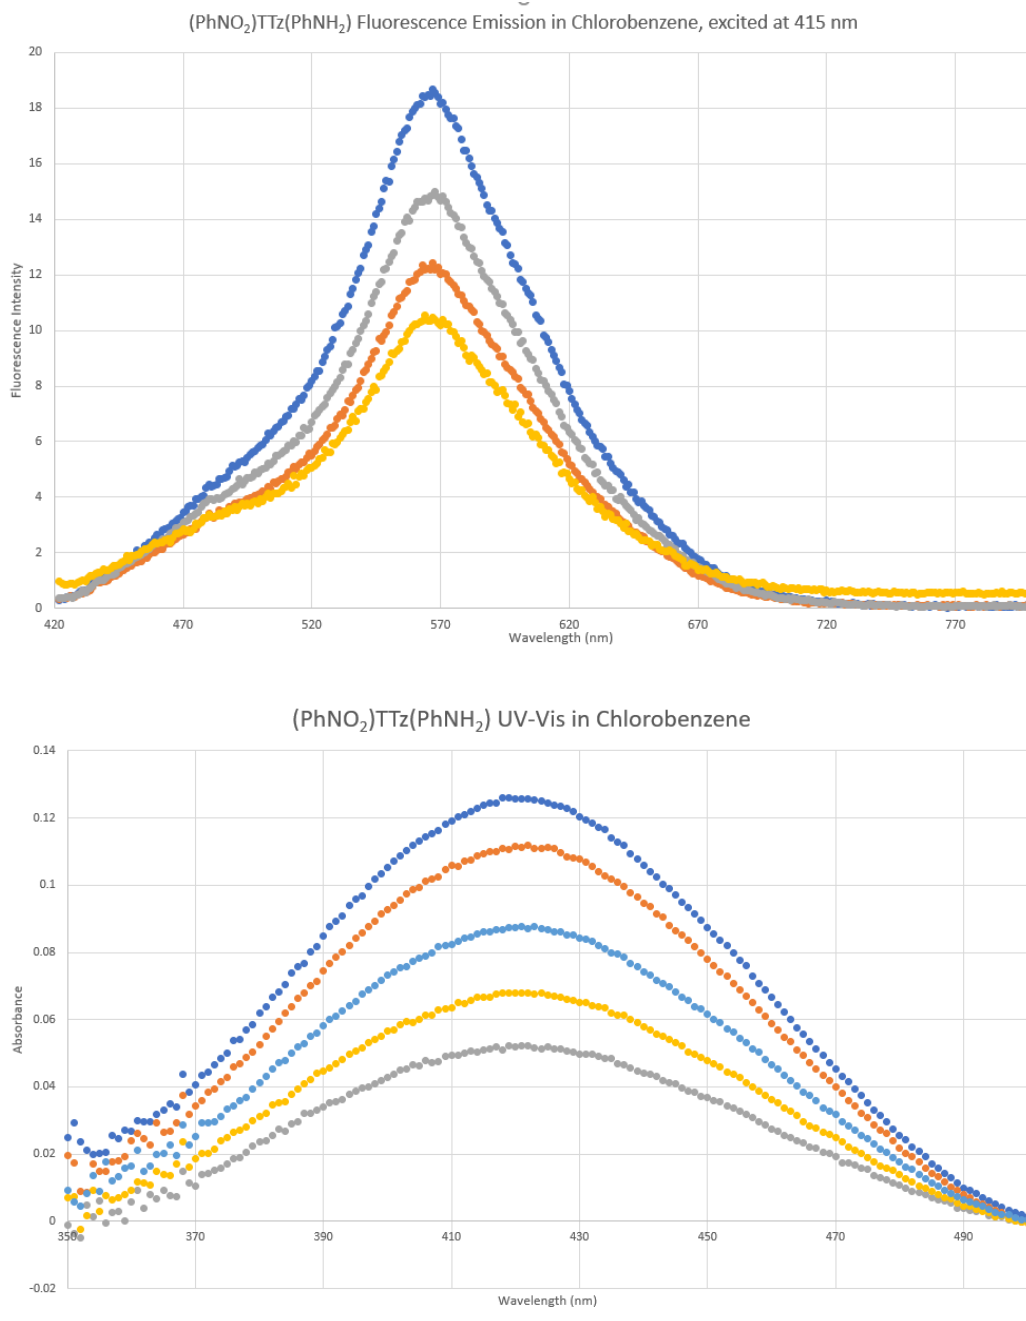 (PhNO₂)TTz(PhNH₂) Fluorescence Emission in Chlorobenzene, excited at 415 nm
20
18
16
14
12
10
8
6
4
2
0
Fluorescence Intensity
420 470 520 570 620 670 720 770
Wavelength (nm)
(PhNO₂)TTz(PhNH₂) UV-Vis in Chlorobenzene
0.14
0.12
0.1
0.08
0.06
0.04
0.02
0
-0.02
Absorbance
350 370 390 410 430 450 470 490
Wavelength (nm)